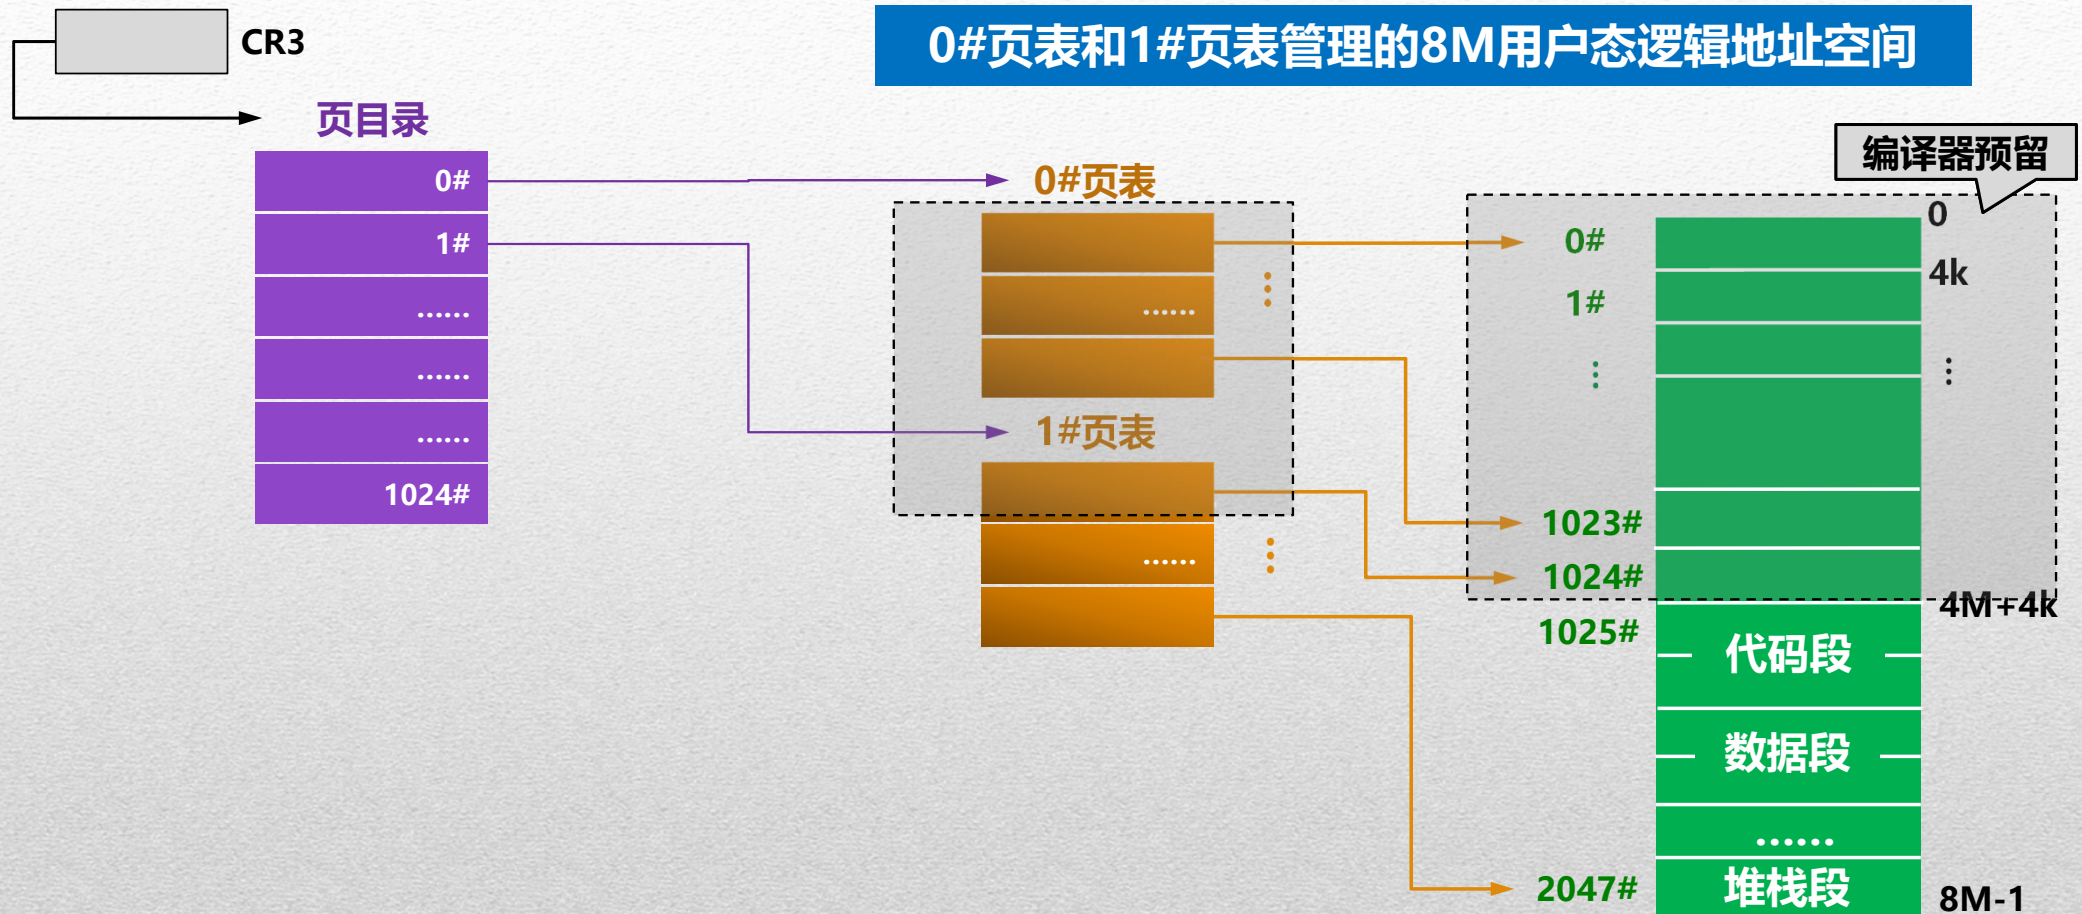 CR3
0#页表和1#页表管理的8M用户态逻辑地址空间
页目录
0#
1#
......
......
......
1024#
0#页表
......
1#页表
......
编译器预留
0#
1#
1023#
1024#
1025#
2047#
0
4k
4M+4k
8M-1
代码段
数据段
......
堆栈段